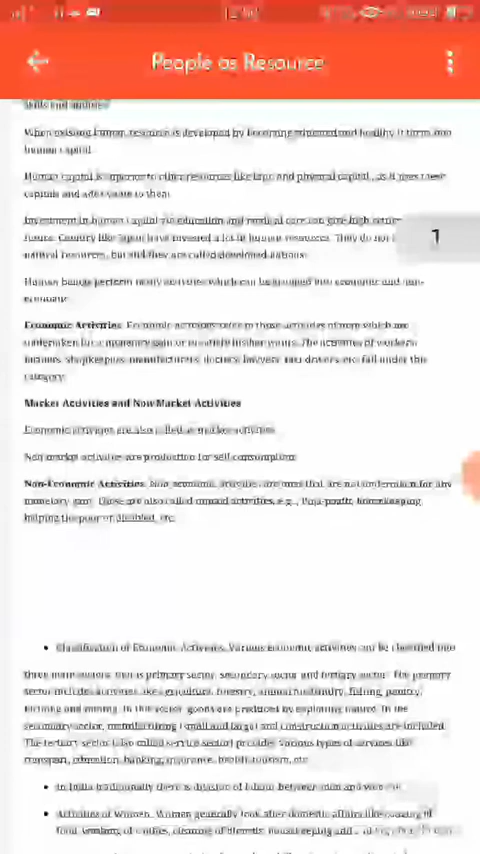 People as Resource
skills and abilities
When existing human resource is developed by becoming educated and healthy it turns into
human capital
Human capital is superior to other resources like land and physical capital, as it uses these
capitals and adds value to them
Investment in human capital via education and medical care can give high return
future. Country like Japan have invested a lot in human resources. They do not
natural resources, but still they are called developed nations.
1
Human beings perform many activities which can be grouped into economic and non-
economic
Economic Activities. Economic activities refer to those activities of man which are
undertaken for a monetary gain or to satisfy his/her wants. The activities of workers,
farmers, shopkeepers, manufacturers, doctors, lawyers, taxi drivers etc. fall under this
category.
Market Activities and Non-Market Activities
Economic activities are also called as market activities
Non market activities are production for self-consumption
Non-Economic Activities. Non-economic activities are ones that are not undertaken for any
monetary gain. These are also called unpaid activities, e.g., Puja-paath, housekeeping,
helping the poor or disabled, etc.
• Classification of Economic Activities. Various economic activities can be classified into
three main sectors, that is primary sector, secondary sector and tertiary sector. The primary
sector includes activities like agriculture, forestry, animal husbandry, fishing, poultry,
farming and mining. In this sector, goods are produced by exploiting nature. In the
secondary sector, manufacturing (small and large) and construction activities are included.
The tertiary sector (also called service sector) provides various types of services like
transport, education, banking, insurance, health, tourism, etc.
• In India traditionally there is division of labour between men and women
• Activities of Women. Women generally look after domestic affairs like cooking of
food, washing of clothes, cleaning of utensils, housekeeping and